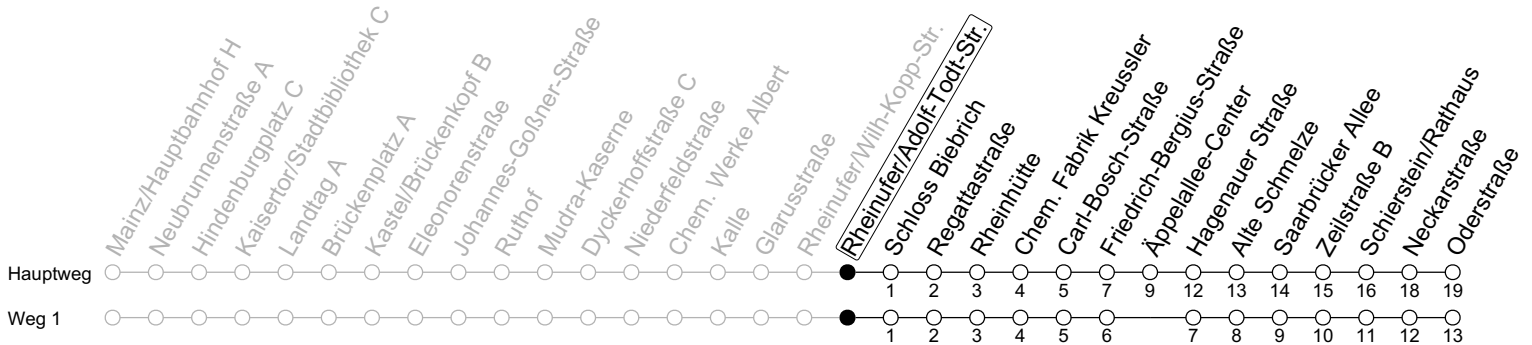 Mainz/Hauptbahnhof H
Neubrunnenstraße A
Hindenburgplatz C
Kaisertor/Stadtbibliothek C
Landtag A
Brückenplatz A
Kastel/Brückenkopf B
Eleonorenstraße
Johannes-Goßner-Straße
Ruthof
Mudra-Kaserne
Dyckerhoffstraße C
Niederfeldstraße
Chem. Werke Albert
Kalle
Glarusstraße
Rheinufer/Wilh-Kopp-Str.
Rheinufer/Adolf-Todt-Str.
Schloss Biebrich
Regattastraße
Rheinhütte
Chem. Fabrik Kreussler
Carl-Bosch-Straße
Friedrich-Bergius-Straße
Äppelallee-Center
Hagenauer Straße
Alte Schmelze
Saarbrücker Allee
Zeilstraße B
Schierstein/Rathaus
Neckarstraße
Oderstraße
Hauptweg
1 2 3 4 5 7 9 12 13 14 15 16 18 19
Weg 1
1 2 3 4 5 6 7 8 9 10 11 12 13